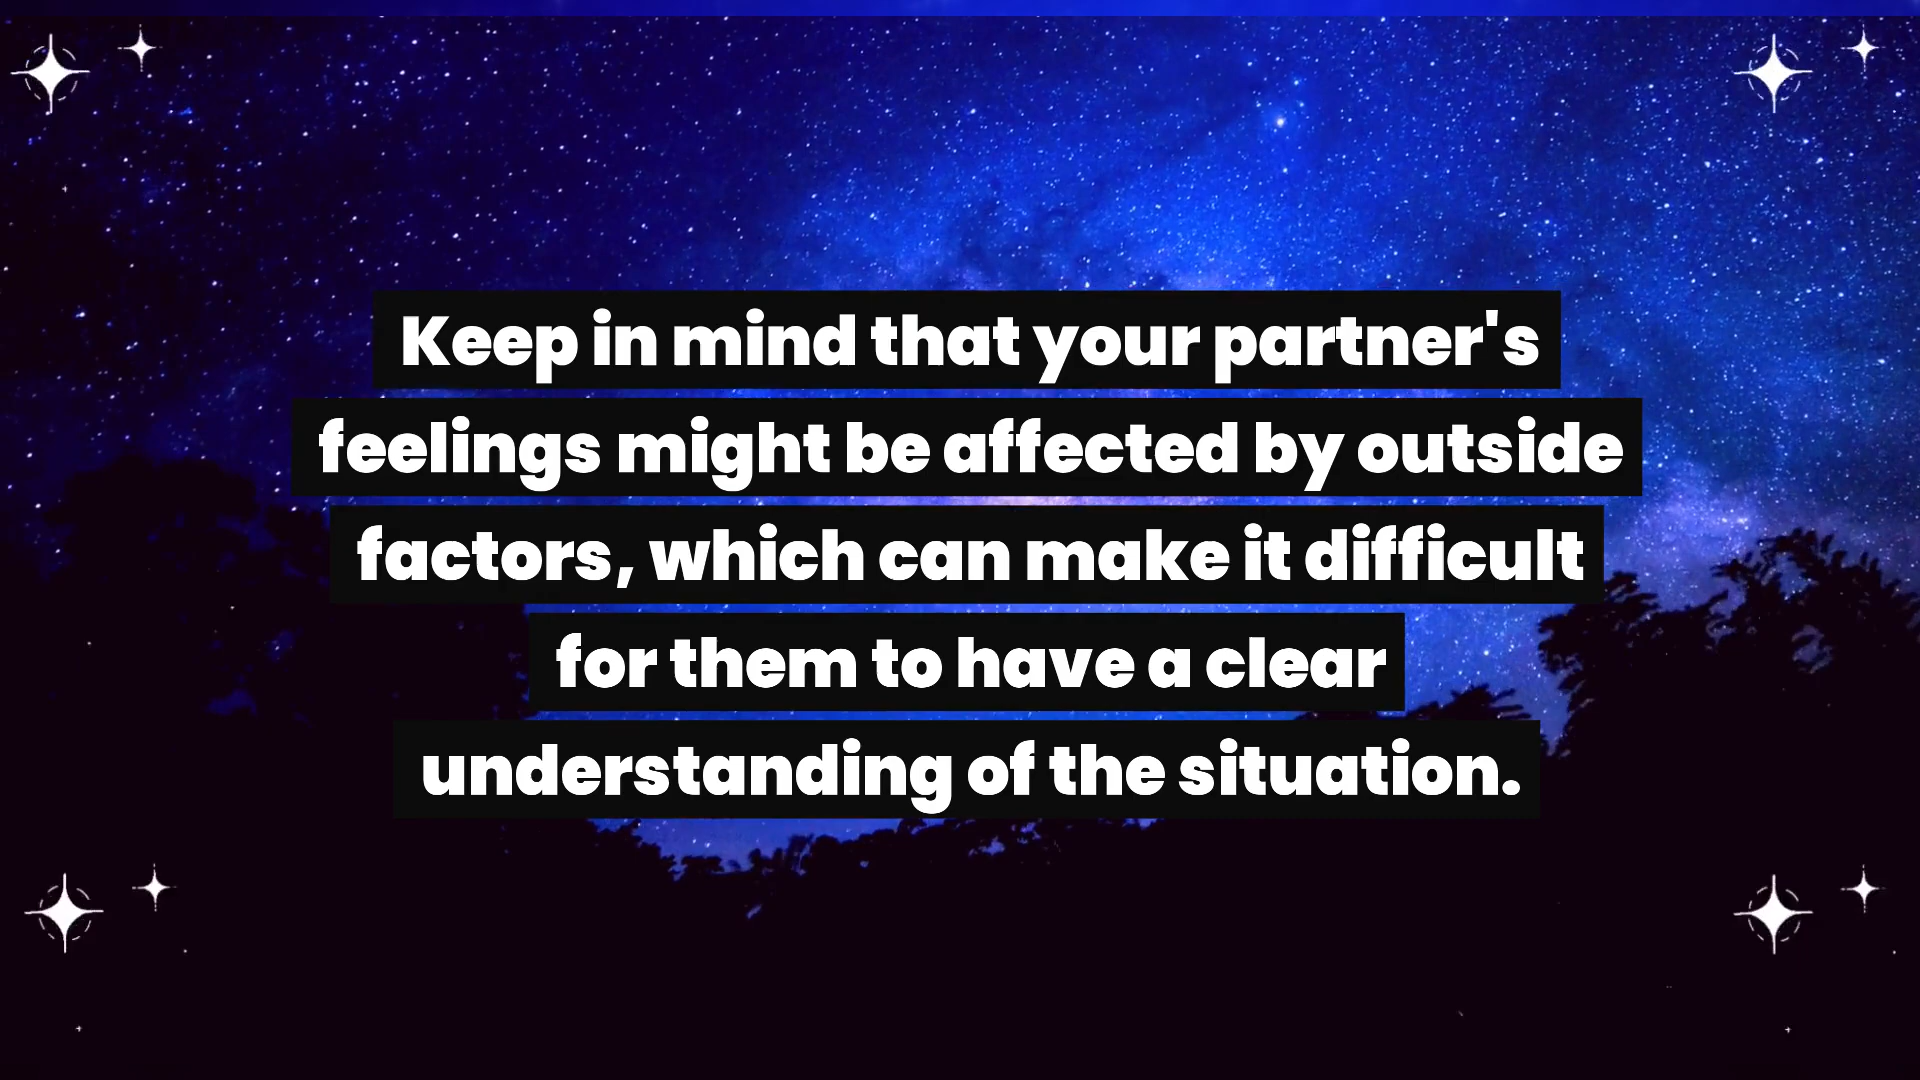 Keep in mind that your partner's
feelings might be affected by outside
factors, which can make it difficult
for them to have a clear
understanding of the situation.